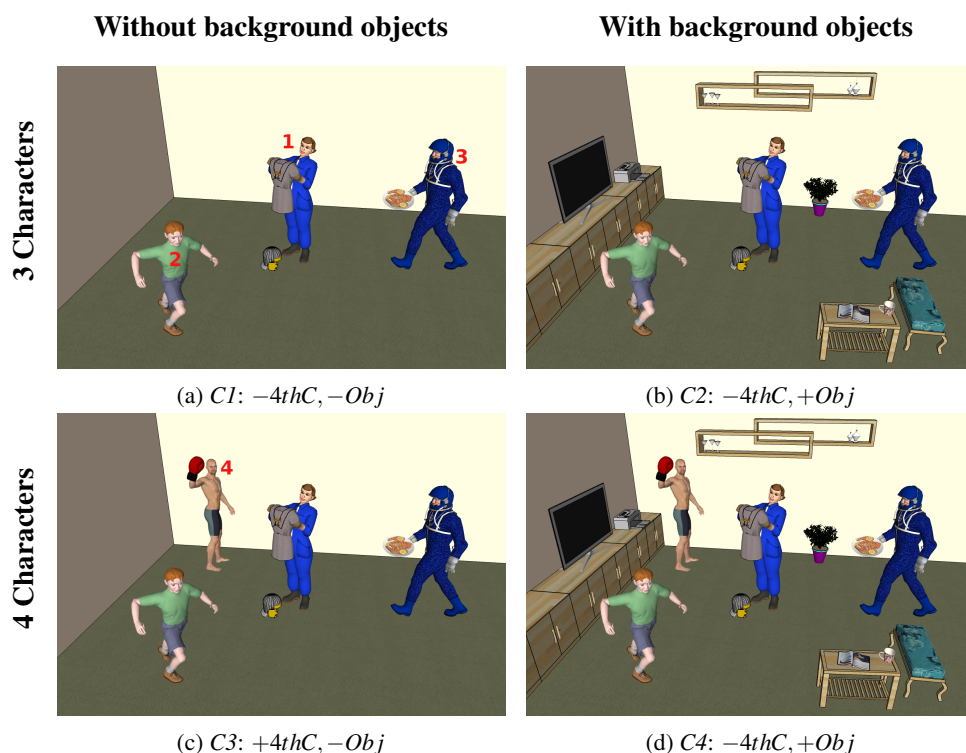 Without background objects
With background objects
3 Characters
1
2
3
(a) C1: −4thC, −Obj
(b) C2: −4thC, +Obj
4 Characters
4
(c) C3: +4thC, −Obj
(d) C4: −4thC, +Obj